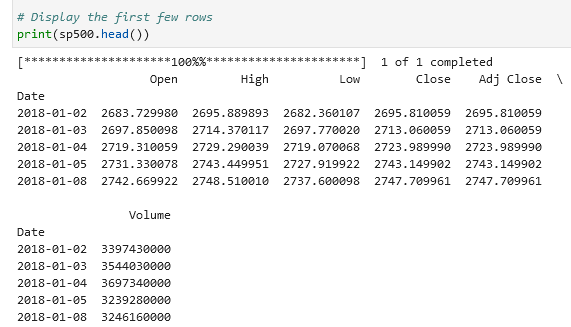 # Display the first few rows
print(sp500.head())
[*********************100%%**********************]  1 of 1 completed
                   Open         High          Low        Close    Adj Close  \
Date
2018-01-02  2683.729980  2695.889893  2682.360107  2695.810059  2695.810059
2018-01-03  2697.850098  2714.370117  2697.770020  2713.060059  2713.060059
2018-01-04  2719.310059  2729.290039  2719.070068  2723.989990  2723.989990
2018-01-05  2731.330078  2743.449951  2727.919922  2743.149902  2743.149902
2018-01-08  2742.669922  2748.510010  2737.600098  2747.709961  2747.709961
                Volume
Date
2018-01-02  3397430000
2018-01-03  3544030000
2018-01-04  3697340000
2018-01-05  3239280000
2018-01-08  3246160000